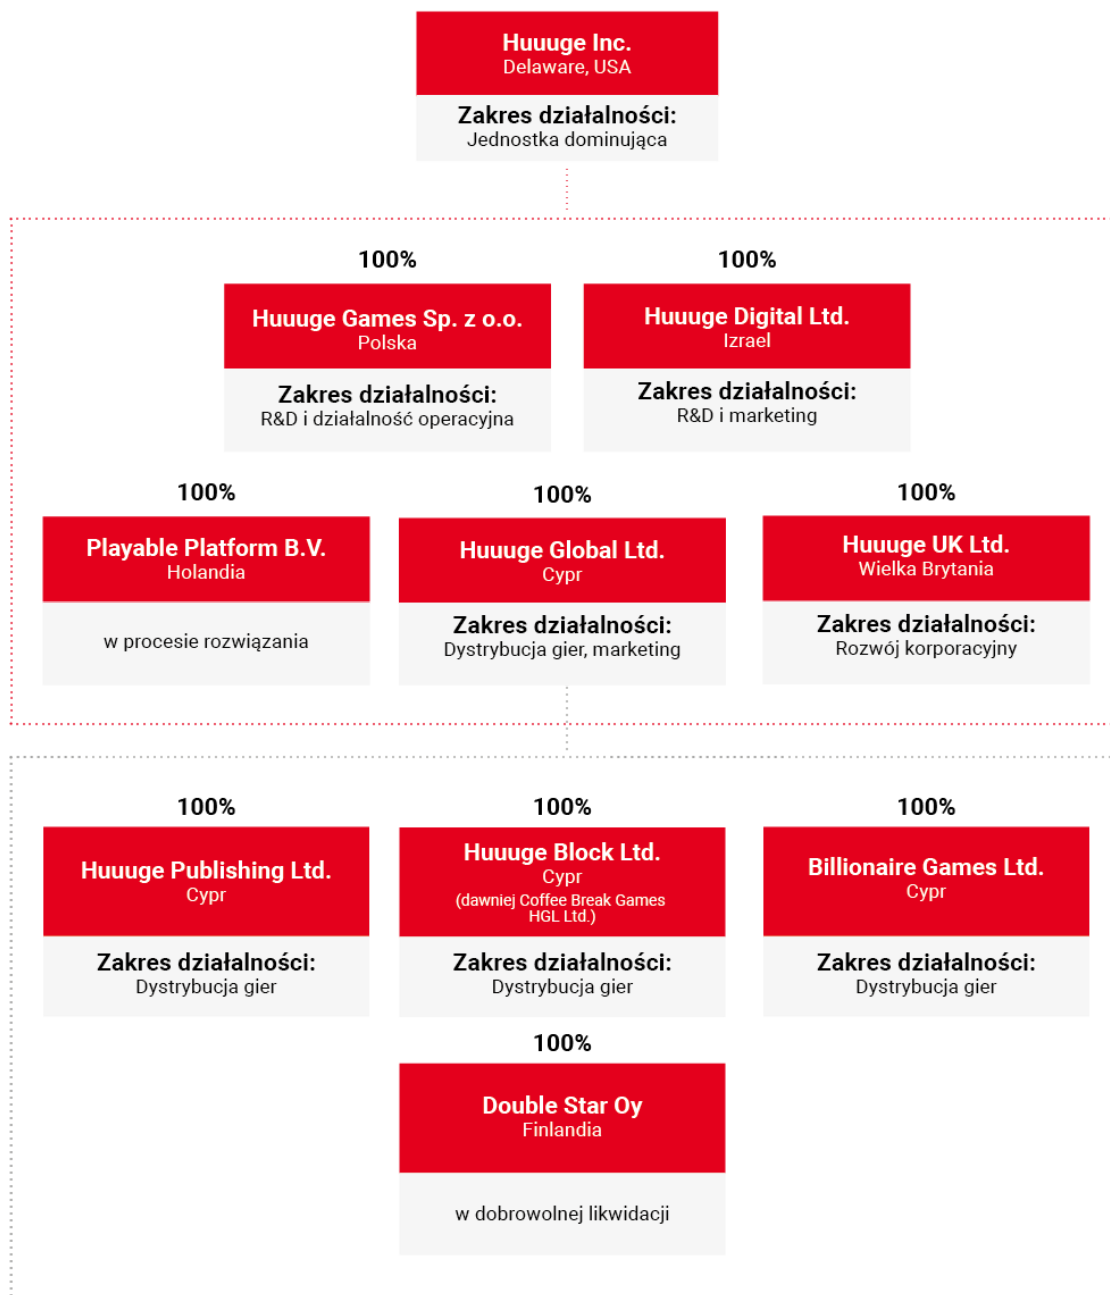 Huuuge Inc.
Delaware, USA
Zakres działalności:
Jednostka dominująca
100%
Huuuge Games Sp. z o.o.
Polska
Zakres działalności:
R&D i działalność operacyjna
100%
Huuuge Digital Ltd.
Izrael
Zakres działalności:
R&D i marketing
100%
Playable Platform B.V.
Holandia
w procesie rozwiązania
100%
Huuuge Global Ltd.
Cypr
Zakres działalności:
Dystrybucja gier, marketing
100%
Huuuge UK Ltd.
Wielka Brytania
Zakres działalności:
Rozwój korporacyjny
100%
Huuuge Publishing Ltd.
Cypr
Zakres działalności:
Dystrybucja gier
100%
Huuuge Block Ltd.
Cypr
(dawniej Coffee Break Games
HGL Ltd.)
Zakres działalności:
Dystrybucja gier
100%
Billionaire Games Ltd.
Cypr
Zakres działalności:
Dystrybucja gier
100%
Double Star Oy
Finlandia
w dobrowolnej likwidacji